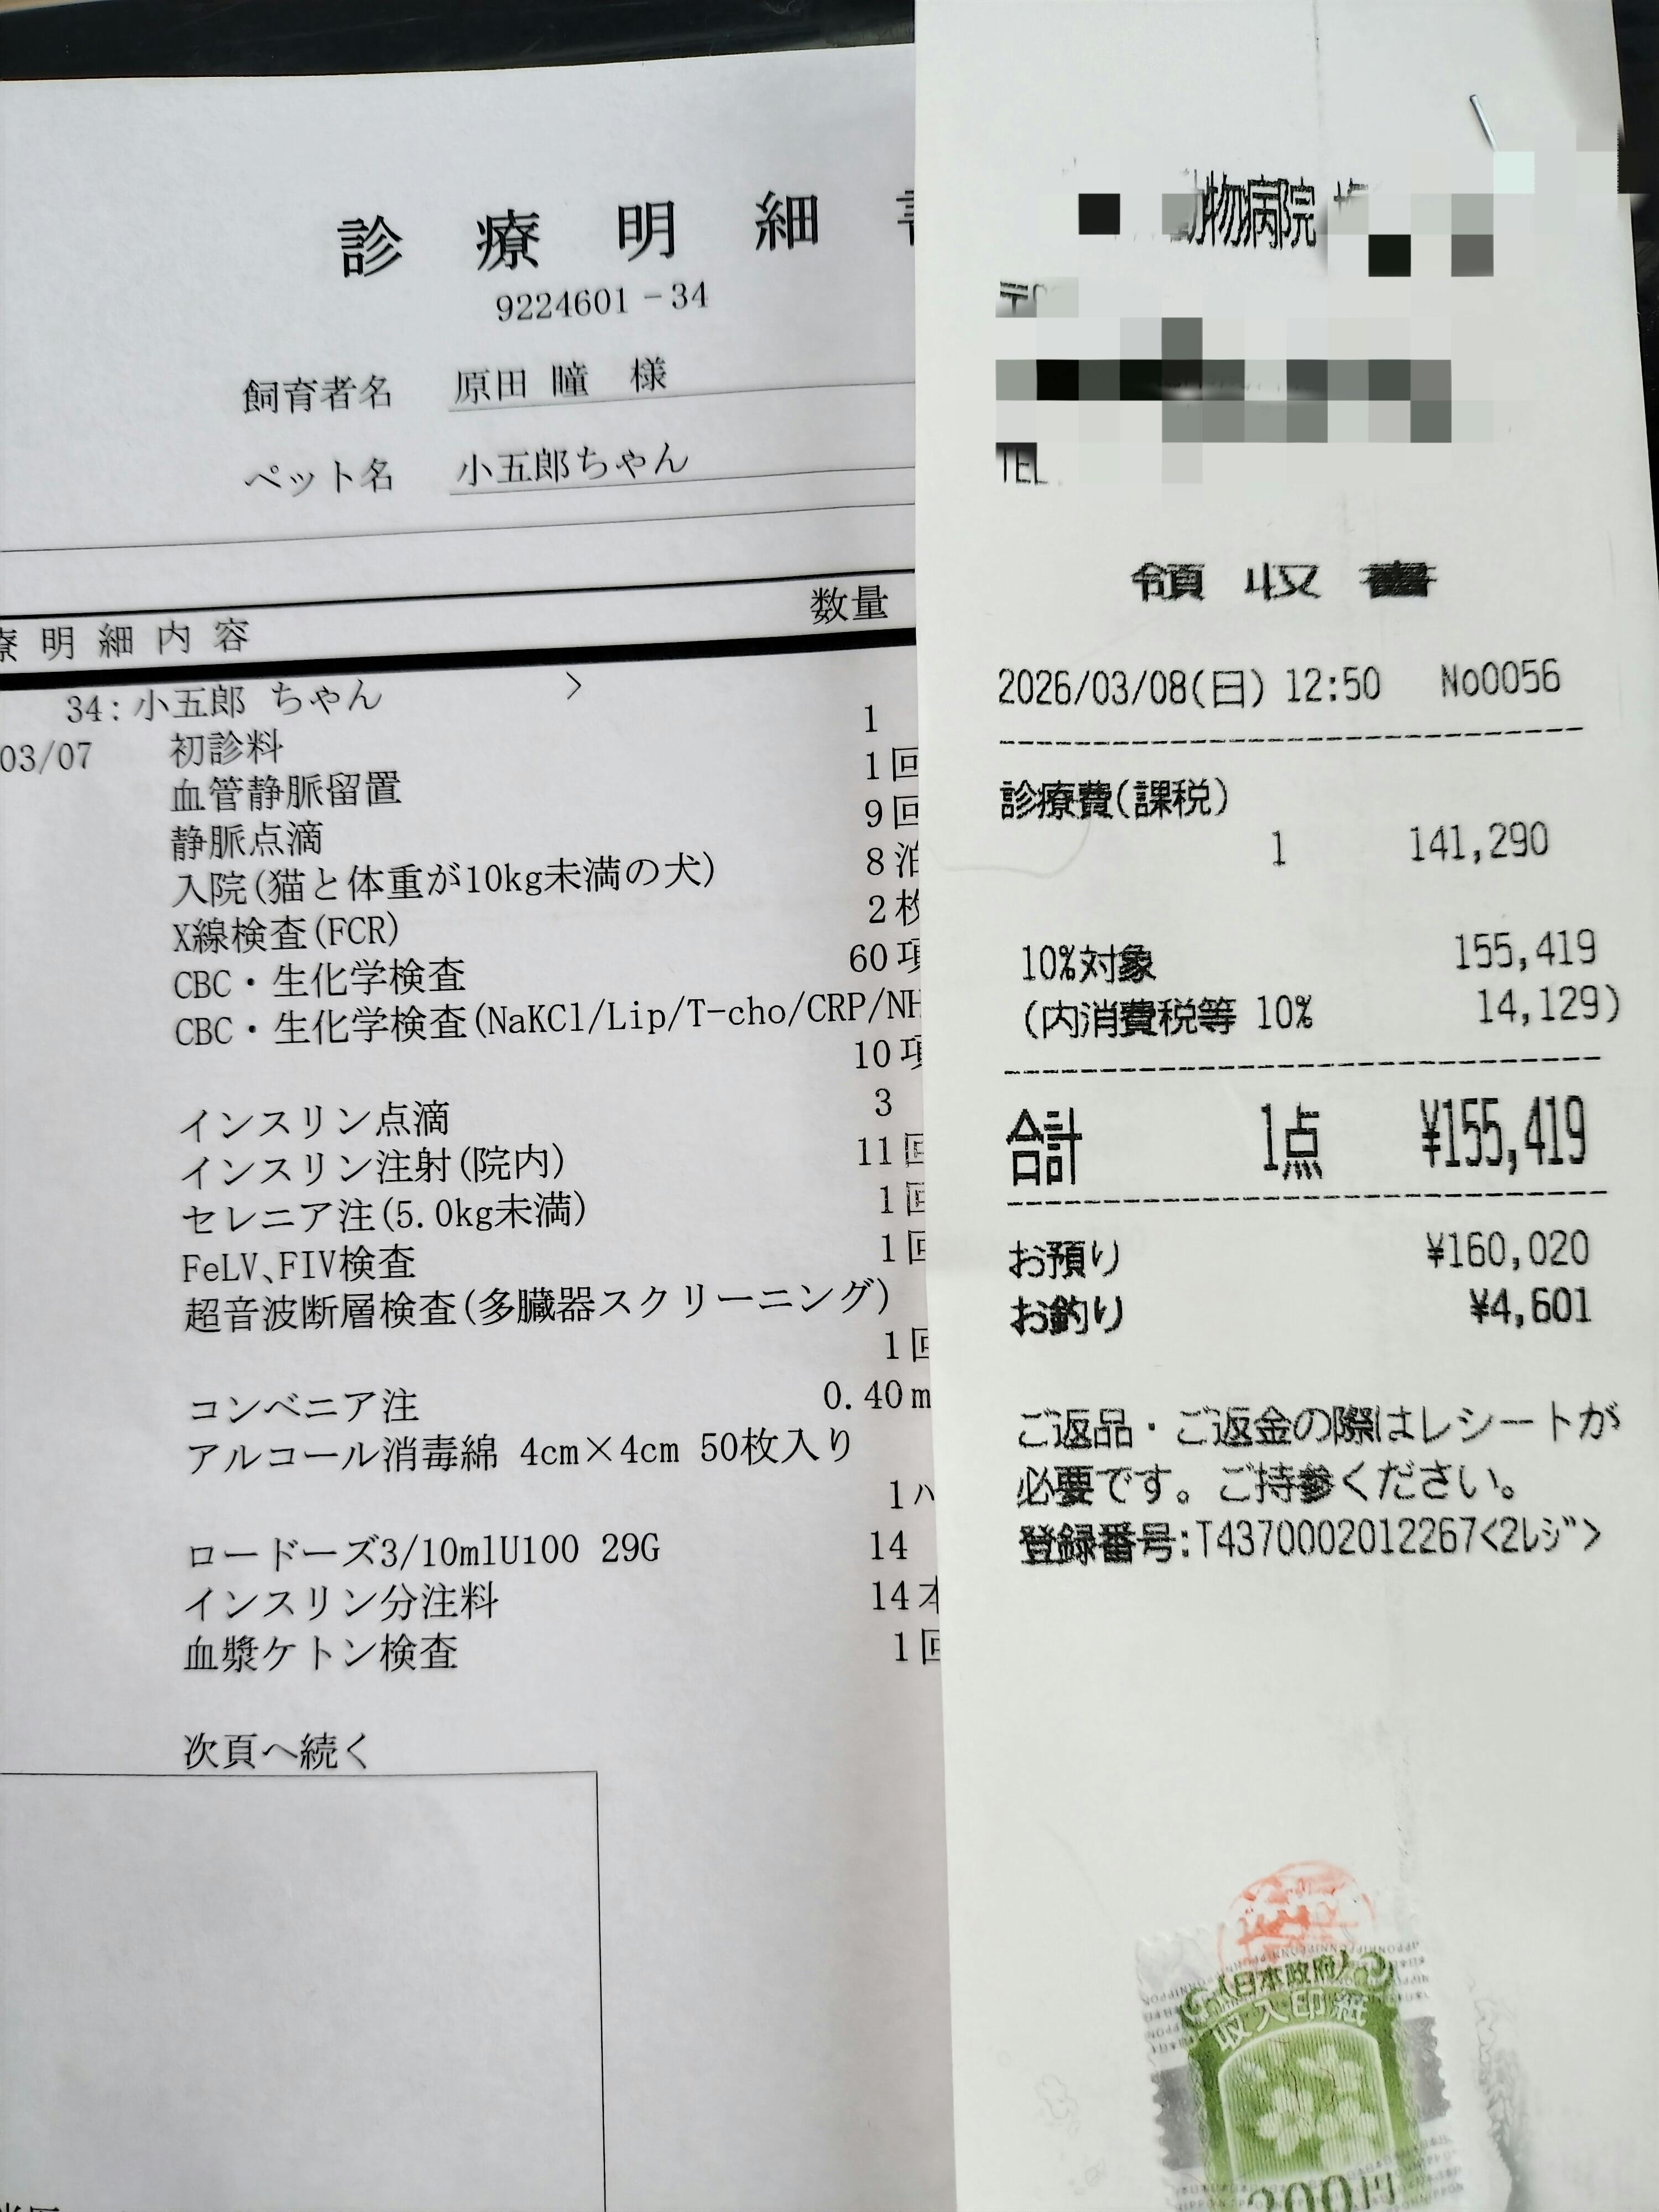 診療明細
9224601-34
飼育者名 原田 瞳 様
ペット名 小五郎ちゃん
療明細内容 数量
34:小五郎 ちゃん >
03/07 初診料 1
血管静脈留置 1回
静脈点滴 9回
入院(猫と体重が10kg未満の犬) 8泊
X線検査(FCR) 2枚
CBC・生化学検査 60項
CBC・生化学検査(NaKCl/Lip/T-cho/CRP/NH
10項
インスリン点滴 3
インスリン注射(院内) 11回
セレニア注(5.0kg未満) 1回
FeLV、FIV検査 1回
超音波断層検査(多臓器スクリーニング)
1回
コンベニア注 0.40m
アルコール消毒綿 4cm×4cm 50枚入り
1
ロードーズ3/10mlU100 29G 14
インスリン分注料 14本
血漿ケトン検査 1回
次頁へ続く
物病院
〒
TEL
領収書
2026/03/08(日) 12:50 No0056
診療費(課税)
1 141,290
10%対象 155,419
(内消費税等 10% 14,129)
合計 1点 ¥155,419
お預り ¥160,020
お釣り ¥4,601
ご返品・ご返金の際はレシートが
必要です。ご持参ください。
登録番号:T4370002012267<2ﾚｼﾞ>
日本政府
収入印紙
200円